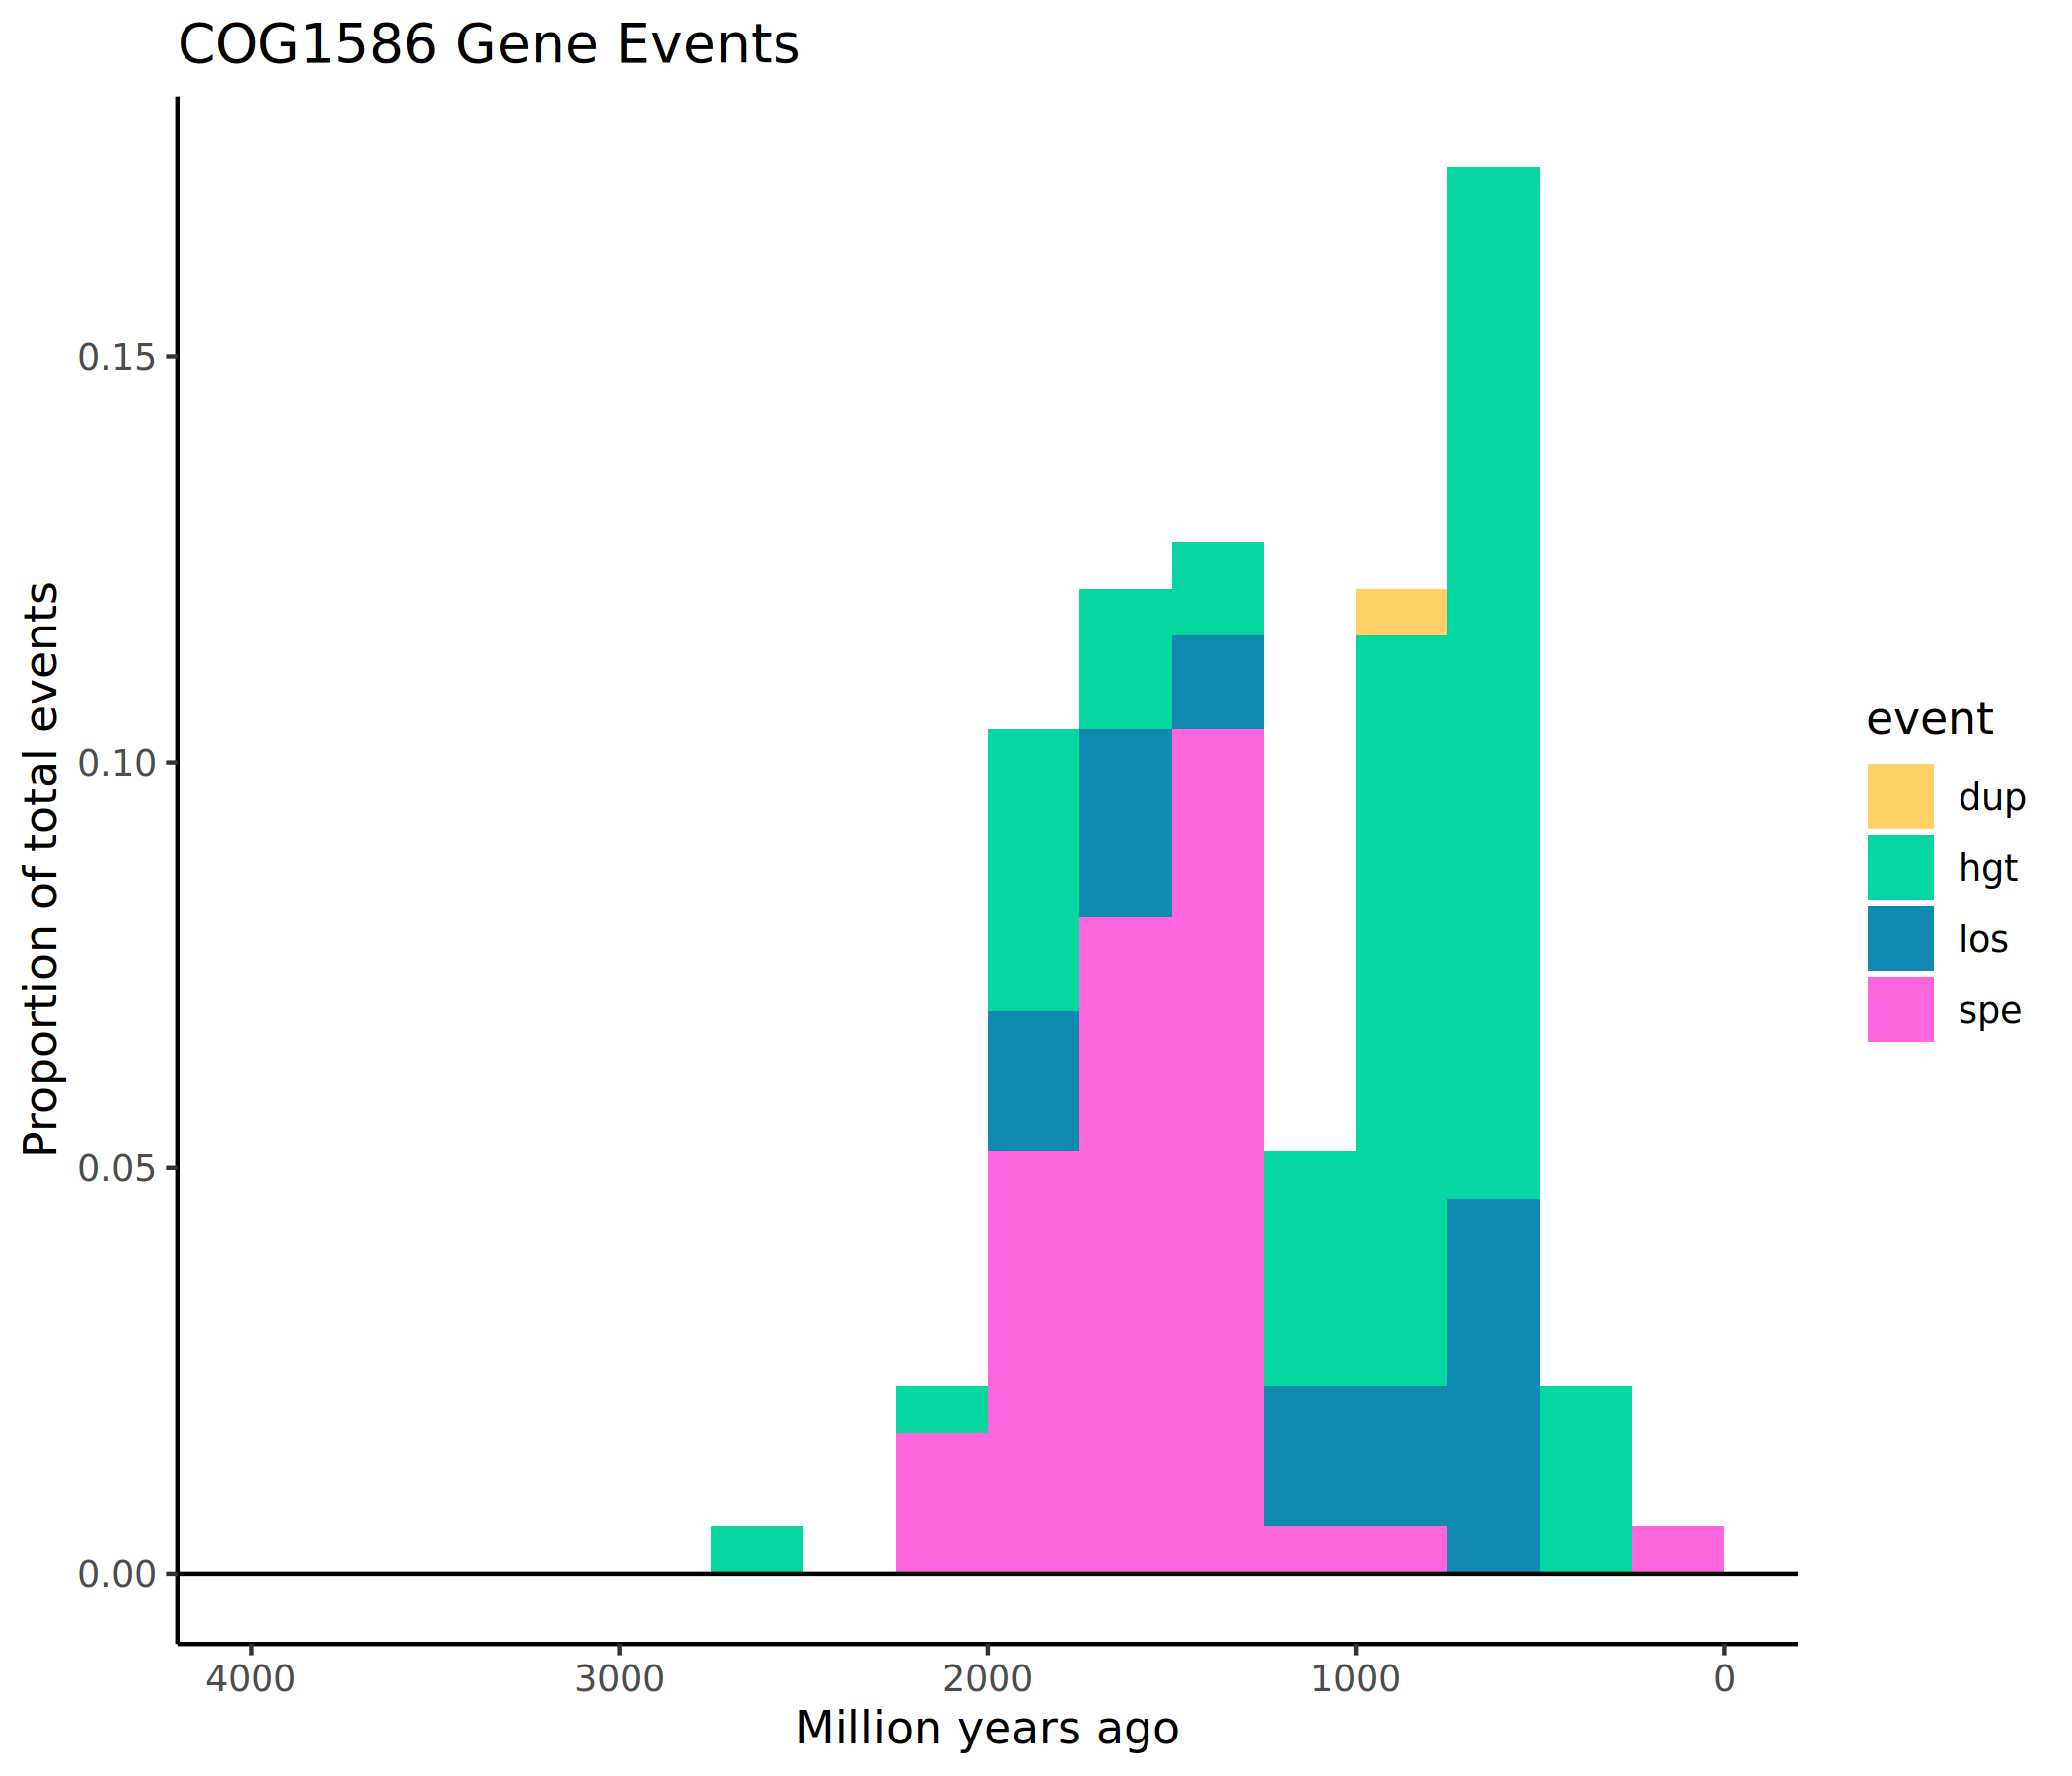 COG1586 Gene Events
Proportion of total events
0.15
0.10
0.05
0.00
4000 3000 2000 1000 0
Million years ago
event
dup
hgt
los
spe